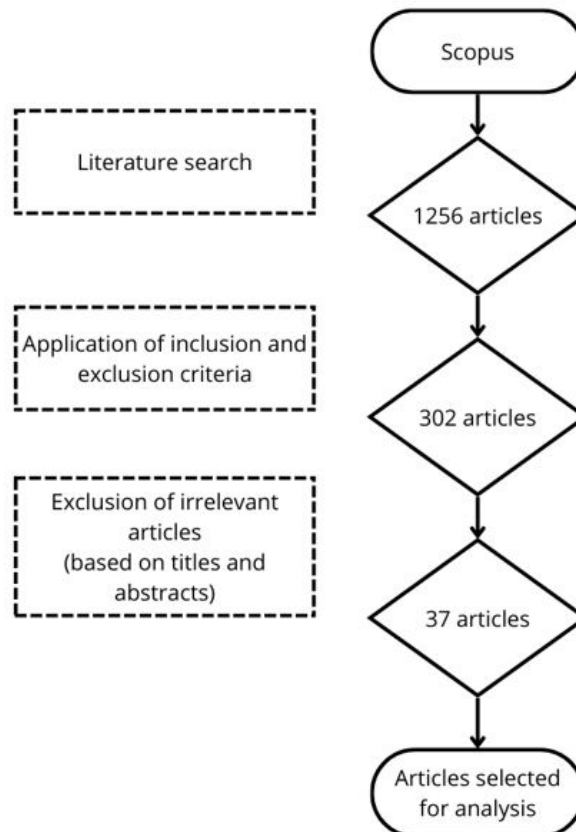 Scopus
Literature search
1256 articles
Application of inclusion and
exclusion criteria
302 articles
Exclusion of irrelevant
articles
(based on titles and
abstracts)
37 articles
Articles selected
for analysis